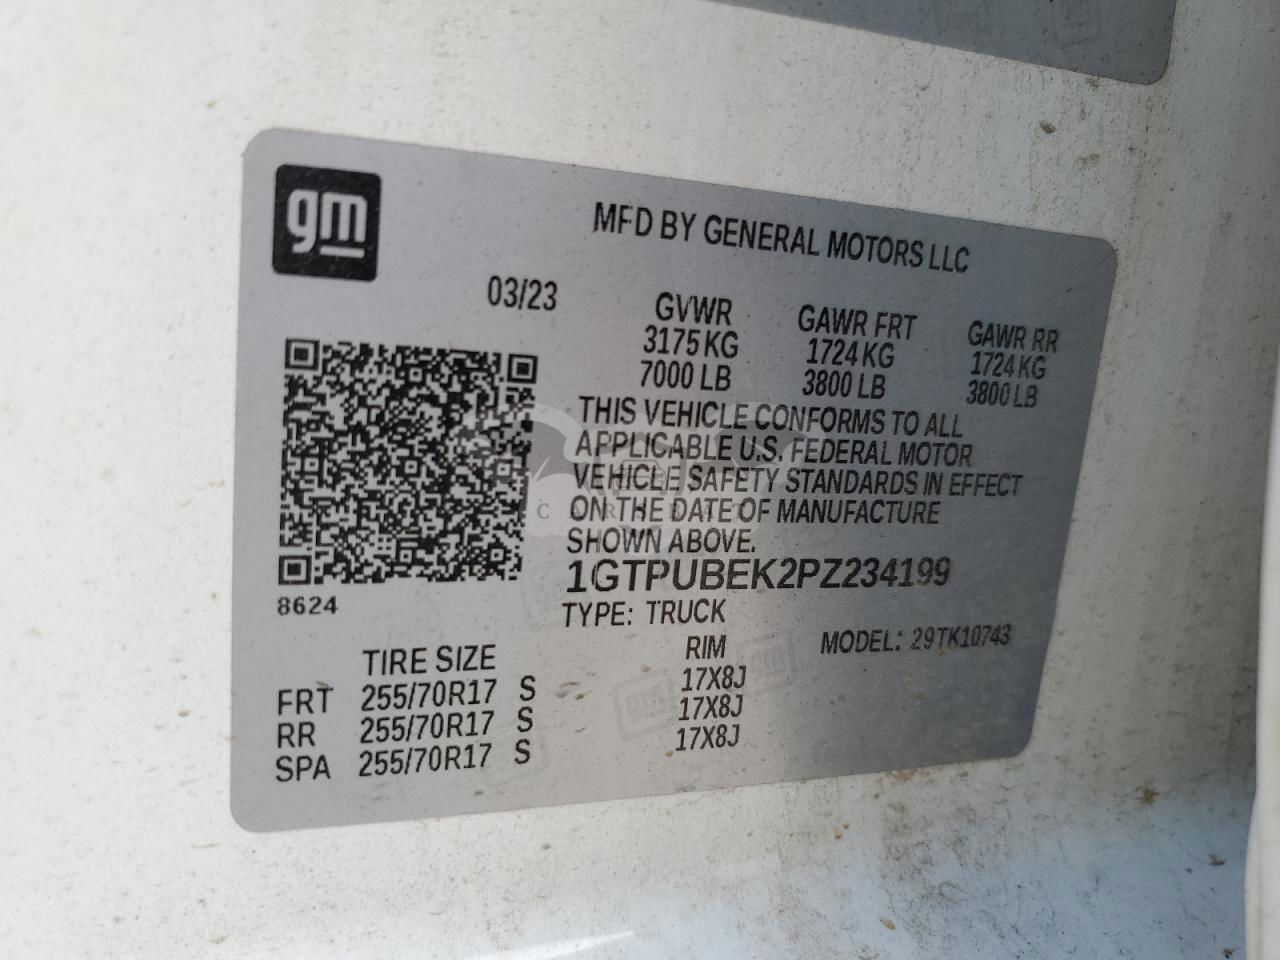 gm
MFD BY GENERAL MOTORS LLC
03/23
GVWR GAWR FRT GAWR RR
3175 KG 1724 KG 1724 KG
7000 LB 3800 LB 3800 LB
THIS VEHICLE CONFORMS TO ALL
APPLICABLE U.S. FEDERAL MOTOR
VEHICLE SAFETY STANDARDS IN EFFECT
ON THE DATE OF MANUFACTURE
SHOWN ABOVE.
1GTPUBEK2PZ234199
8624
TYPE: TRUCK
MODEL: 29TK10743
TIRE SIZE RIM
FRT 255/70R17 S 17X8J
RR 255/70R17 S 17X8J
SPA 255/70R17 S 17X8J